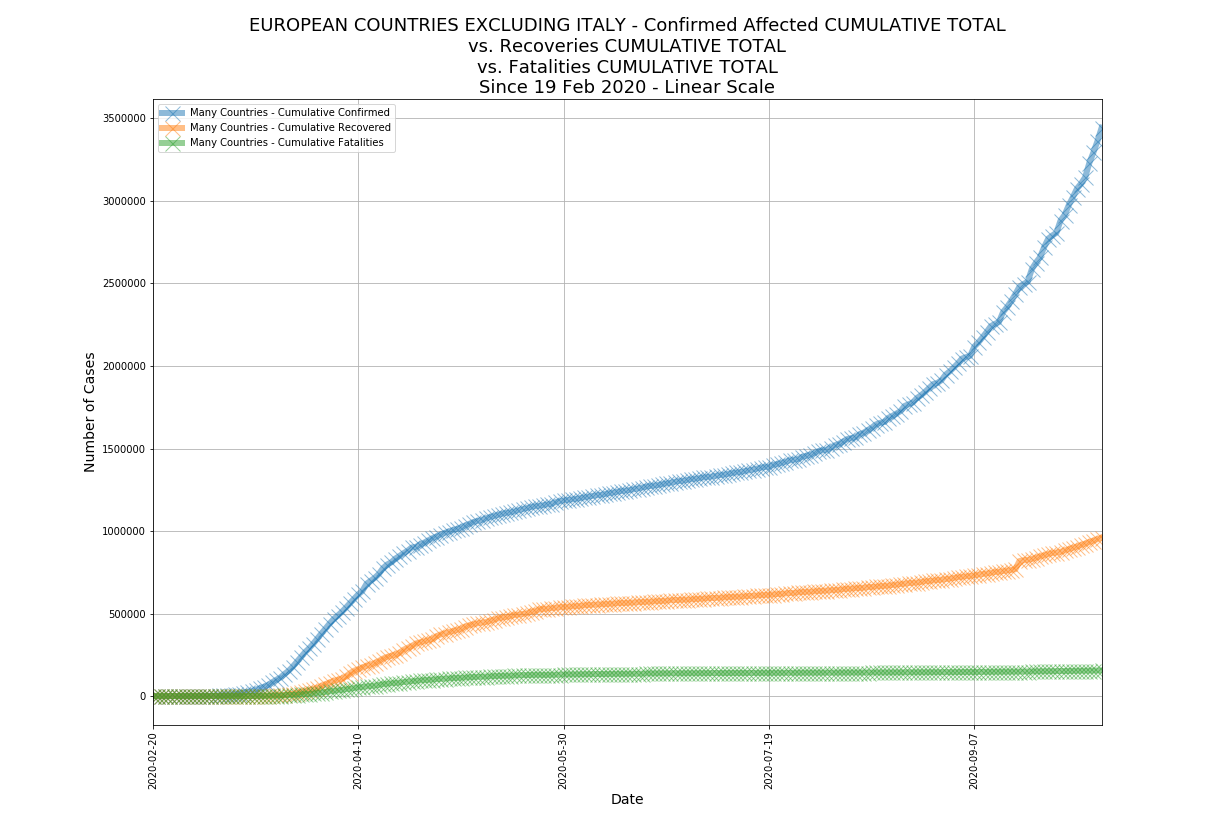 EUROPEAN COUNTRIES EXCLUDING ITALY - Confirmed Affected CUMULATIVE TOTAL
vs. Recoveries CUMULATIVE TOTAL
vs. Fatalities CUMULATIVE TOTAL
Since 19 Feb 2020 - Linear Scale
Many Countries - Cumulative Confirmed
Many Countries - Cumulative Recovered
Many Countries - Cumulative Fatalities
3500000
3000000
2500000
2000000
1500000
1000000
500000
0
Number of Cases
2020-02-20
2020-04-10
2020-05-30
2020-07-19
2020-09-07
Date